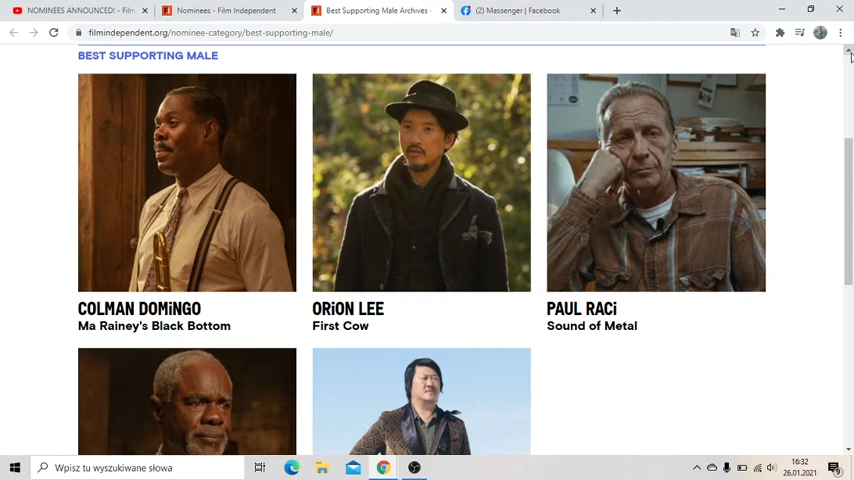 NOMINEES ANNOUNCED! - Film
Nominees - Film Independent
Best Supporting Male Archives -
(2) Messenger | Facebook
filmindependent.org/nominee-category/best-supporting-male/
BEST SUPPORTING MALE
COLMAN DOMiNGO
Ma Rainey's Black Bottom
ORiON LEE
First Cow
PAUL RACi
Sound of Metal
Wpisz tu wyszukiwane słowa
16:32
26.01.2021